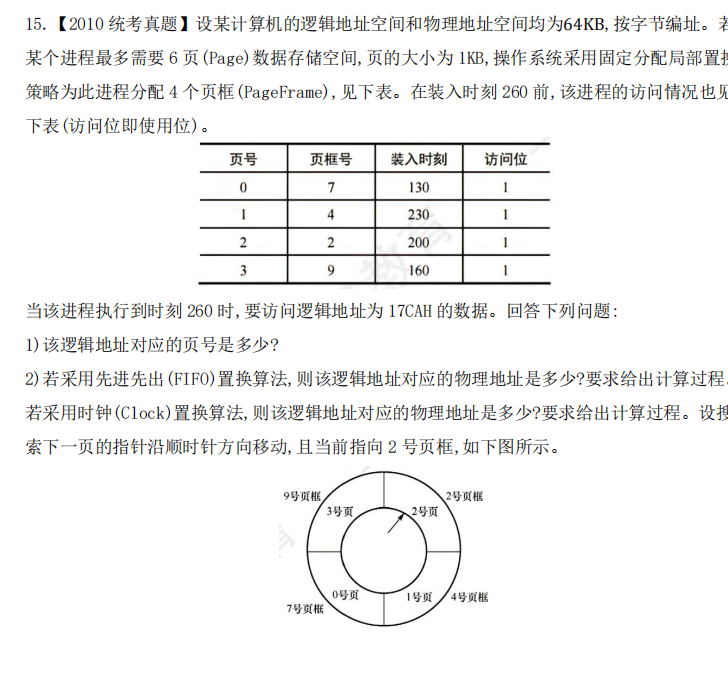 15.【2010 统考真题】设某计算机的逻辑地址空间和物理地址空间均为64KB,按字节编址。若
某个进程最多需要 6 页(Page)数据存储空间,页的大小为 1KB,操作系统采用固定分配局部置换
策略为此进程分配 4 个页框(PageFrame),见下表。在装入时刻 260 前,该进程的访问情况也见
下表(访问位即使用位)。
页号 页框号 装入时刻 访问位
0 7 130 1
1 4 230 1
2 2 200 1
3 9 160 1
当该进程执行到时刻 260 时,要访问逻辑地址为 17CAH 的数据。回答下列问题:
1)该逻辑地址对应的页号是多少?
2)若采用先进先出(FIFO)置换算法,则该逻辑地址对应的物理地址是多少?要求给出计算过程。
若采用时钟(Clock)置换算法,则该逻辑地址对应的物理地址是多少?要求给出计算过程。设搜
索下一页的指针沿顺时针方向移动,且当前指向 2 号页框,如下图所示。
9号页框 2号页框
3号页 2号页
0号页 1号页 4号页框
7号页框